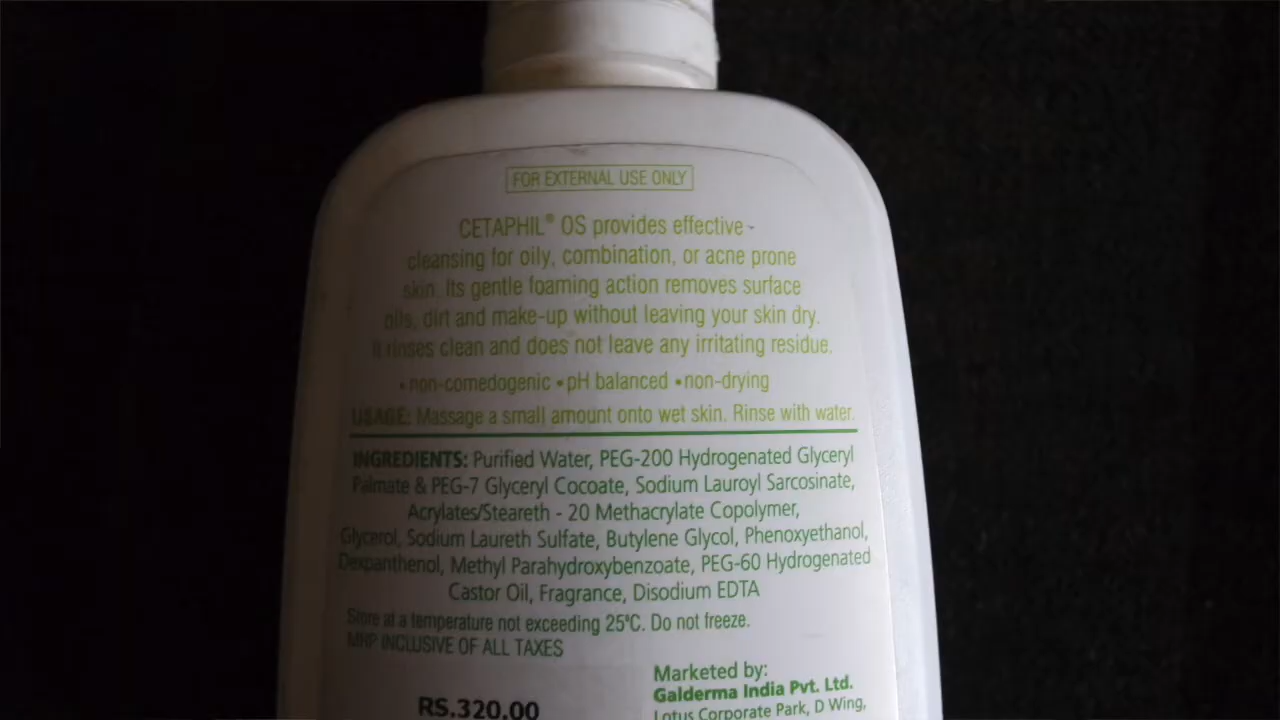 FOR EXTERNAL USE ONLY
CETAPHIL® OS provides effective
cleansing for oily, combination, or acne prone
skin. Its gentle foaming action removes surface
oils, dirt and make-up without leaving your skin dry.
It rinses clean and does not leave any irritating residue.
• non-comedogenic • pH balanced • non-drying
USAGE: Massage a small amount onto wet skin. Rinse with water.
INGREDIENTS: Purified Water, PEG-200 Hydrogenated Glyceryl
Palmate & PEG-7 Glyceryl Cocoate, Sodium Lauroyl Sarcosinate,
Acrylates/Steareth - 20 Methacrylate Copolymer,
Glycerol, Sodium Laureth Sulfate, Butylene Glycol, Phenoxyethanol,
Dexpanthenol, Methyl Parahydroxybenzoate, PEG-60 Hydrogenated
Castor Oil, Fragrance, Disodium EDTA
Store at a temperature not exceeding 25°C. Do not freeze.
MRP INCLUSIVE OF ALL TAXES
RS.320.00
Marketed by:
Galderma India Pvt. Ltd.
Lotus Corporate Park, D Wing,